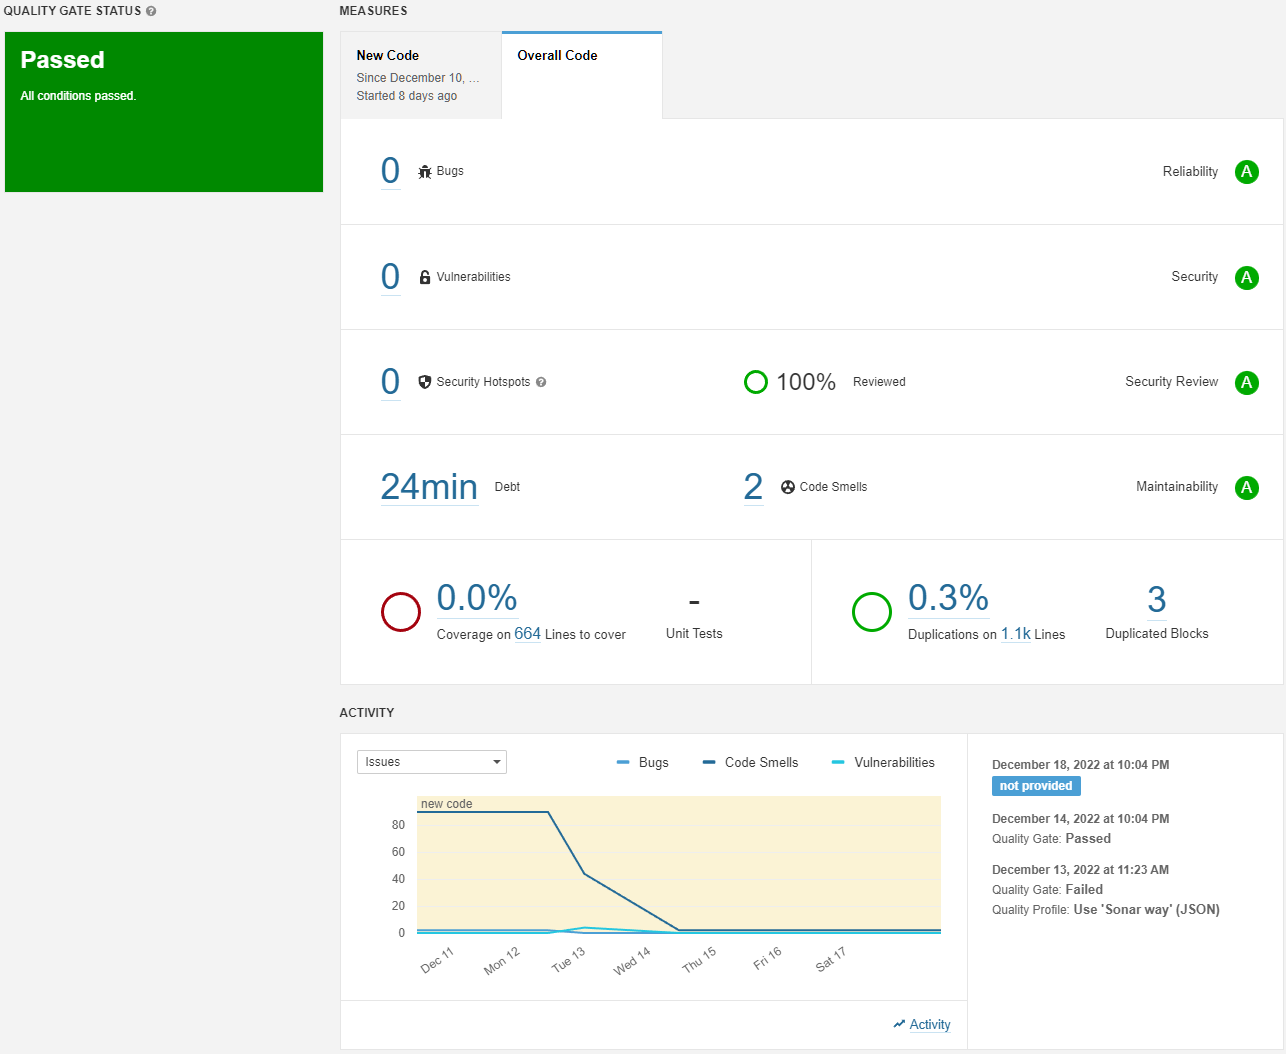 QUALITY GATE STATUS
Passed
All conditions passed.
MEASURES
New Code
Since December 10, ...
Started 8 days ago
Overall Code
0 Bugs Reliability A
0 Vulnerabilities Security A
0 Security Hotspots 100% Reviewed Security Review A
24min Debt 2 Code Smells Maintainability A
0.0%
Coverage on 664 Lines to cover
-
Unit Tests
0.3%
Duplications on 1.1k Lines
3
Duplicated Blocks
ACTIVITY
Issues
Bugs Code Smells Vulnerabilities
new code
80
60
40
20
0
Dec 11 Mon 12 Tue 13 Wed 14 Thu 15 Fri 16 Sat 17
Activity
December 18, 2022 at 10:04 PM
not provided
December 14, 2022 at 10:04 PM
Quality Gate: Passed
December 13, 2022 at 11:23 AM
Quality Gate: Failed
Quality Profile: Use 'Sonar way' (JSON)